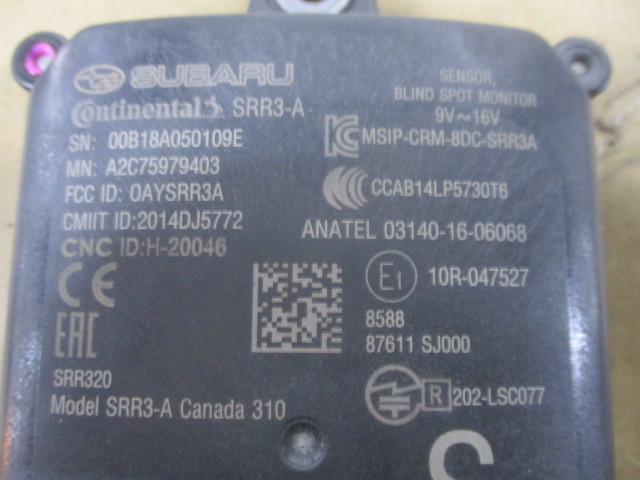 SUBARU
Continental SRR3-A
SN: 00B18A050109E
MN: A2C75979403
FCC ID: OAYSRR3A
CMIIT ID:2014DJ5772
CNC ID:H-20046
CE
EAC
SRR320
Model SRR3-A Canada 310
SENSOR,
BLIND SPOT MONITOR
9V~16V
MSIP-CRM-8DC-SRR3A
CCAB14LP5730T6
ANATEL 03140-16-06068
E1 10R-047527
8588
87611 SJ000
R 202-LSC077
S